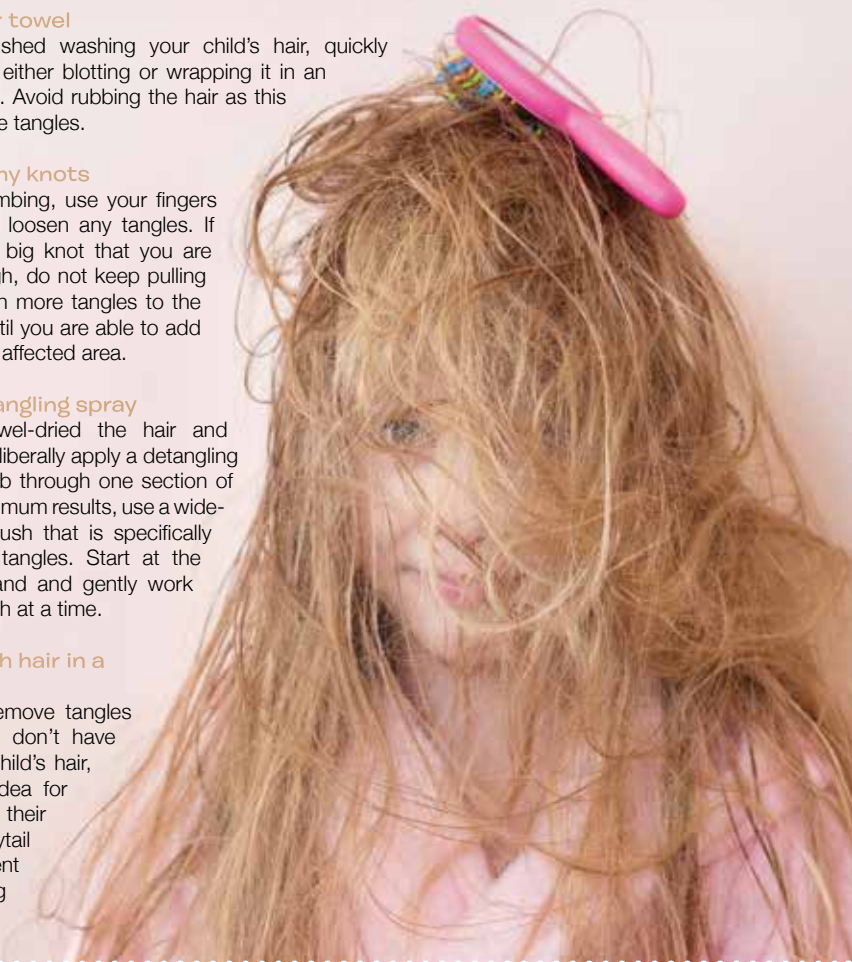 r towel
shed washing your child's hair, quickly
either blotting or wrapping it in an
. Avoid rubbing the hair as this
e tangles.
ny knots
mbing, use your fingers
loosen any tangles. If
big knot that you are
gh, do not keep pulling
n more tangles to the
til you are able to add
affected area.
angling spray
wel-dried the hair and
liberally apply a detangling
b through one section of
mum results, use a wide-
ush that is specifically
tangles. Start at the
and and gently work
h at a time.
h hair in a
emove tangles
don't have
hild's hair,
dea for
their
ytail
ent
g